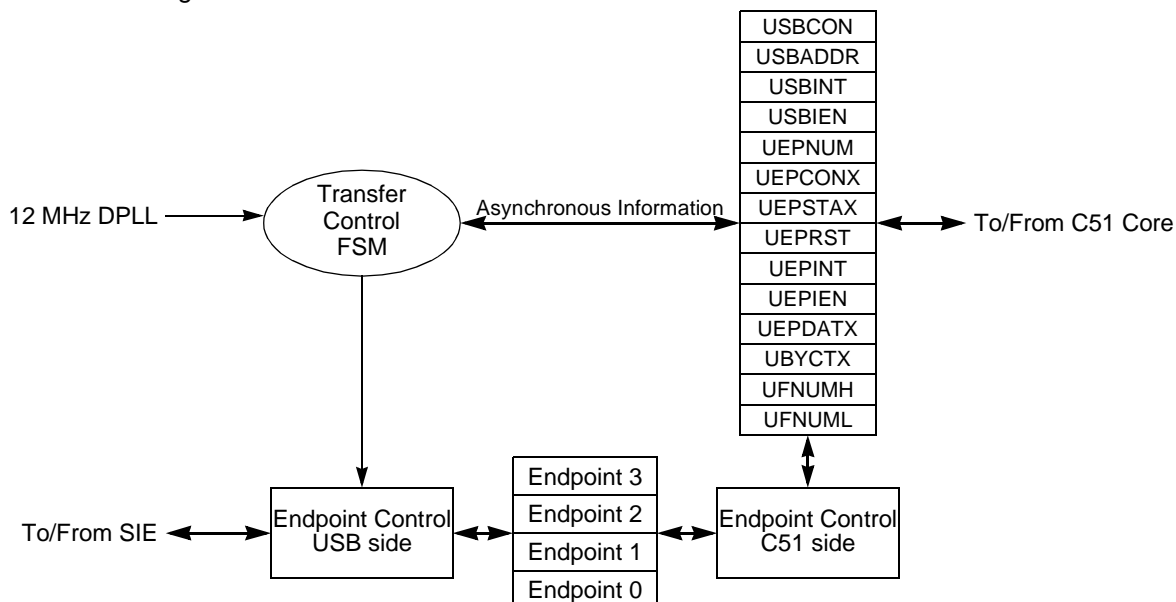 USBCON
USBADDR
USBINT
USBIEN
UEPNUM
UEPCONX
UEPSTAX
UEPRST
UEPINT
UEPIEN
UEPDATX
UBYCTX
UFNUMH
UFNUML
12 MHz DPLL
Transfer
Control
FSM
Asynchronous Information
To/From C51 Core
To/From SIE
Endpoint Control
USB side
Endpoint 3
Endpoint 2
Endpoint 1
Endpoint 0
Endpoint Control
C51 side